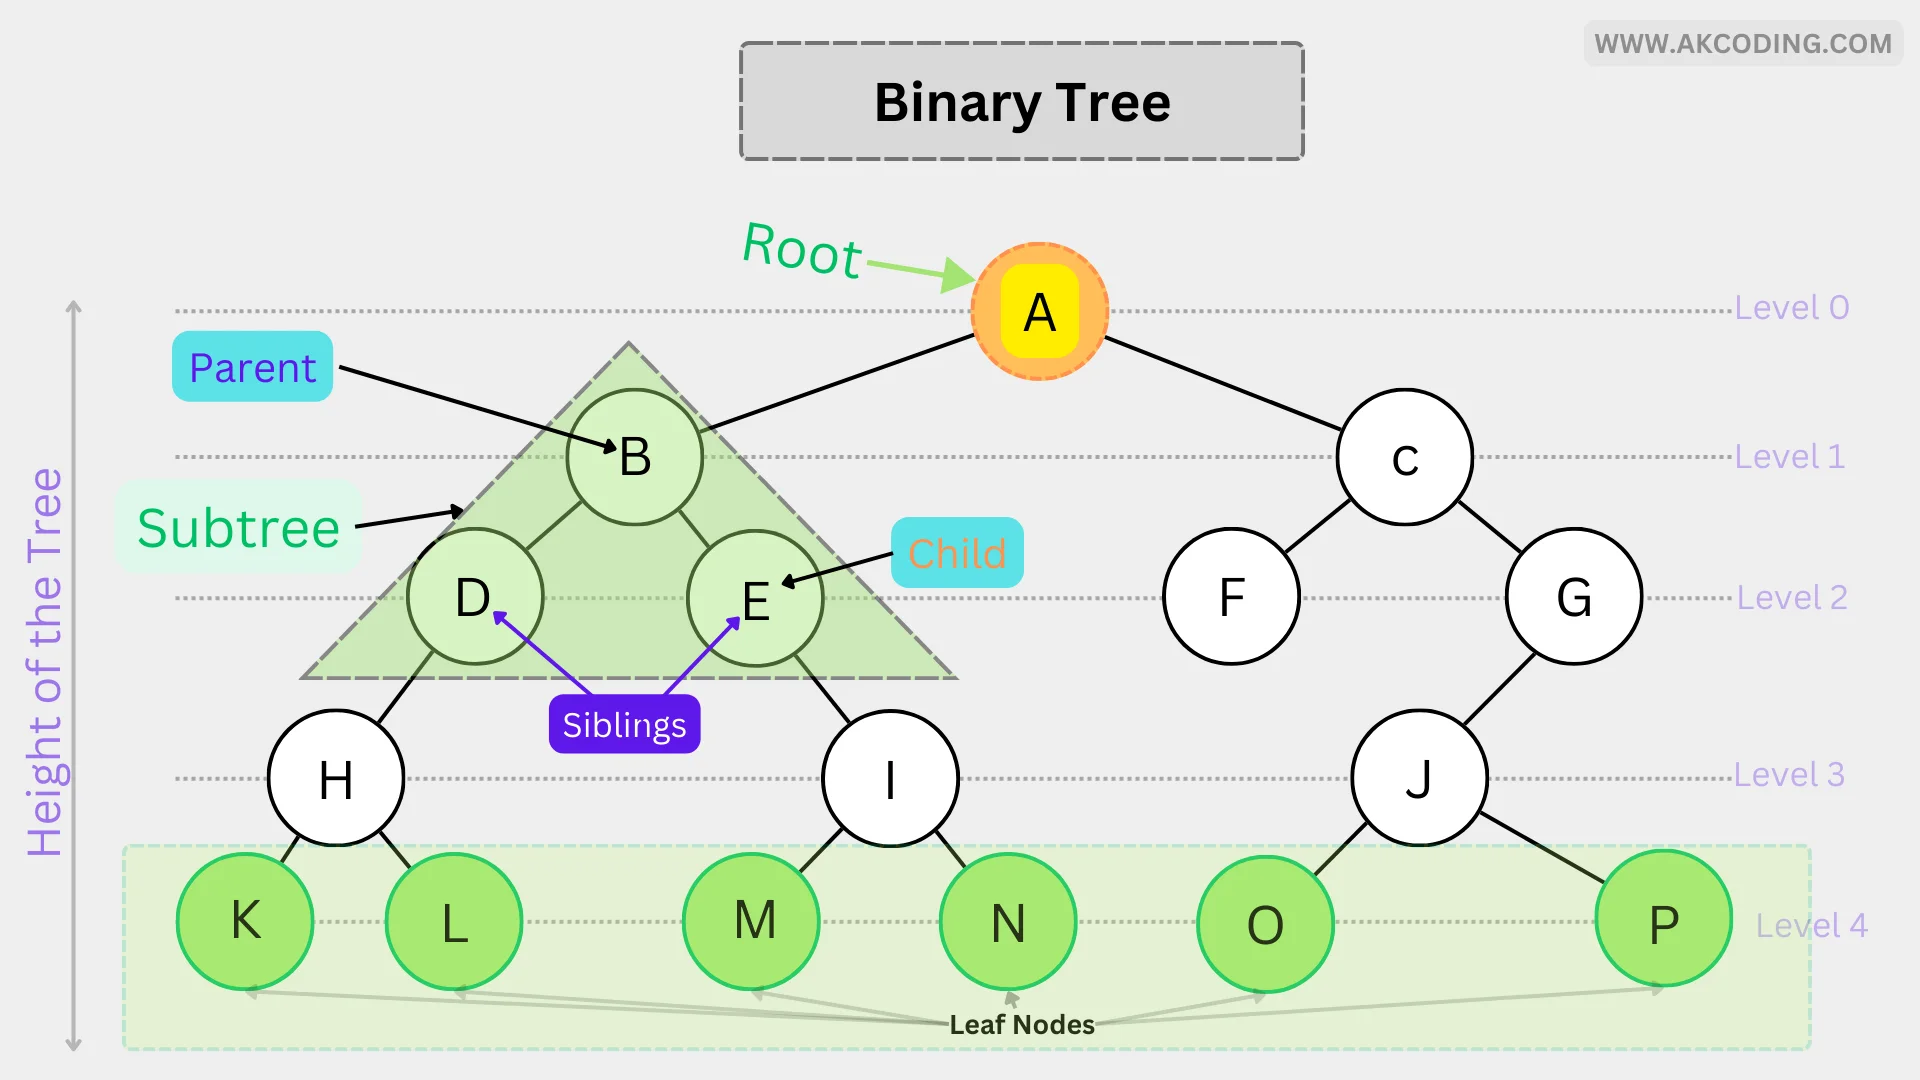 WWW.AKCODING.COM
Binary Tree
Root
A
Level 0
Parent
B
c
Level 1
Subtree
Child
D
E
F
G
Level 2
Height of the Tree
Siblings
H
I
J
Level 3
K
L
M
N
O
P
Level 4
Leaf Nodes